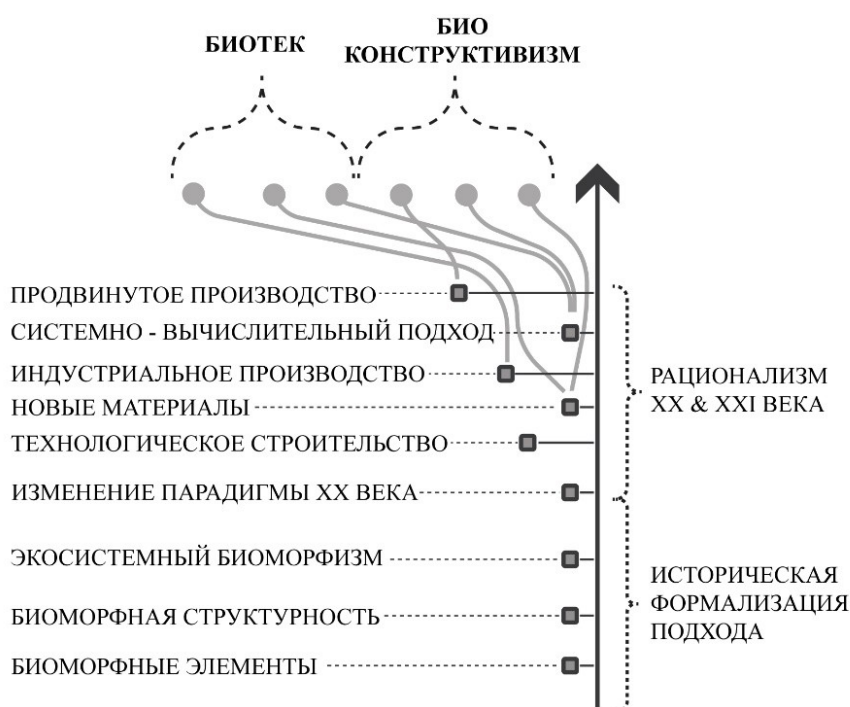 БИОТЕК
БИО
КОНСТРУКТИВИЗМ
ПРОДВИНУТОЕ ПРОИЗВОДСТВО
СИСТЕМНО - ВЫЧИСЛИТЕЛЬНЫЙ ПОДХОД
ИНДУСТРИАЛЬНОЕ ПРОИЗВОДСТВО
НОВЫЕ МАТЕРИАЛЫ
ТЕХНОЛОГИЧЕСКОЕ СТРОИТЕЛЬСТВО
ИЗМЕНЕНИЕ ПАРАДИГМЫ XX ВЕКА
ЭКОСИСТЕМНЫЙ БИОМОРФИЗМ
БИОМОРФНАЯ СТРУКТУРНОСТЬ
БИОМОРФНЫЕ ЭЛЕМЕНТЫ
РАЦИОНАЛИЗМ
XX & XXI ВЕКА
ИСТОРИЧЕСКАЯ
ФОРМАЛИЗАЦИЯ
ПОДХОДА